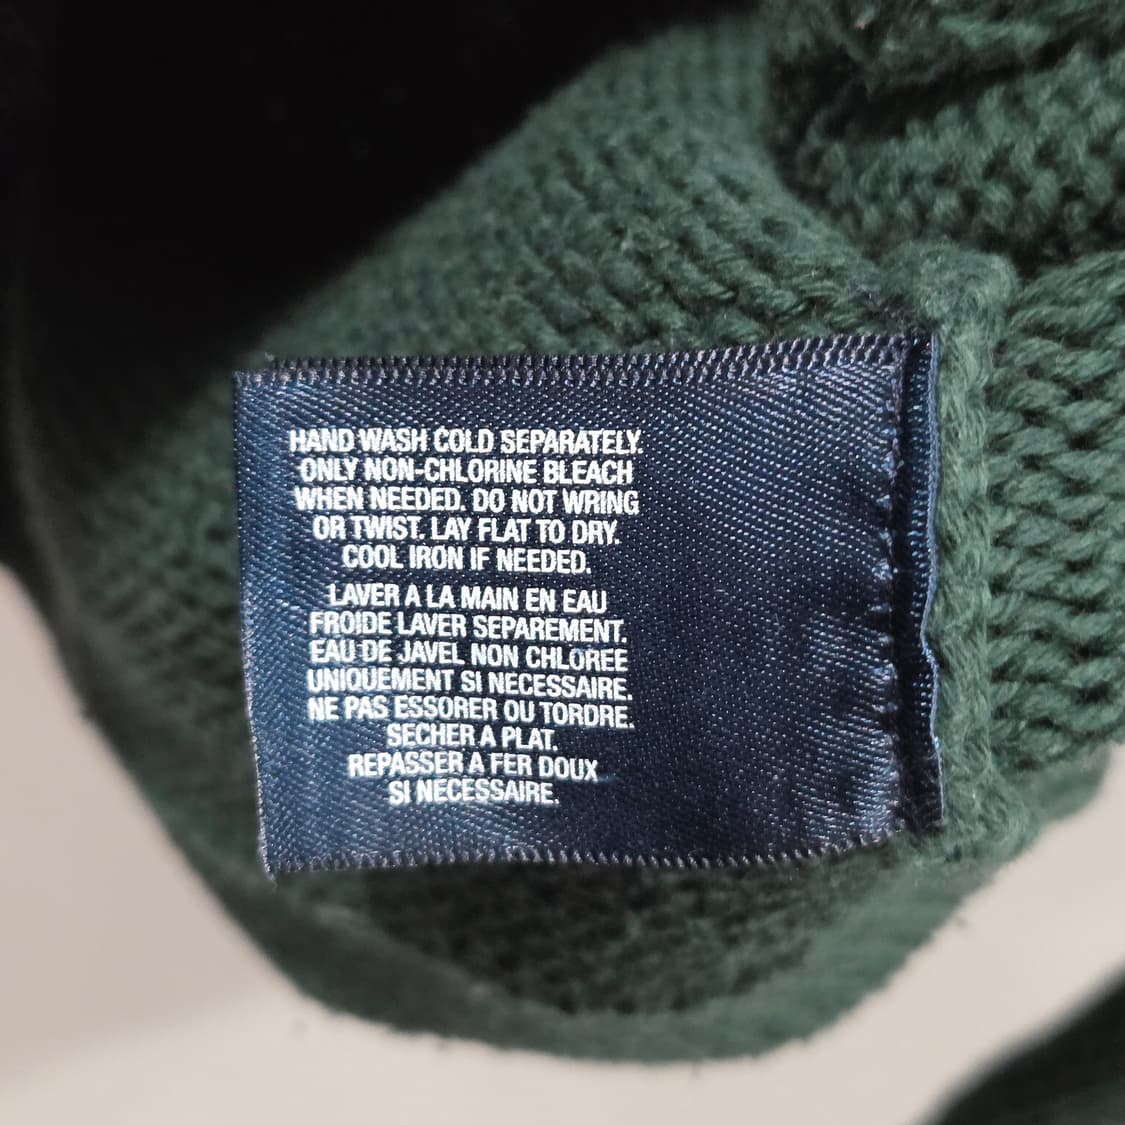 HAND WASH COLD SEPARATELY.
ONLY NON-CHLORINE BLEACH
WHEN NEEDED. DO NOT WRING
OR TWIST. LAY FLAT TO DRY.
COOL IRON IF NEEDED.
LAVER A LA MAIN EN EAU
FROIDE LAVER SEPAREMENT.
EAU DE JAVEL NON CHLOREE
UNIQUEMENT SI NECESSAIRE.
NE PAS ESSORER OU TORDRE.
SECHER A PLAT.
REPASSER A FER DOUX
SI NECESSAIRE.